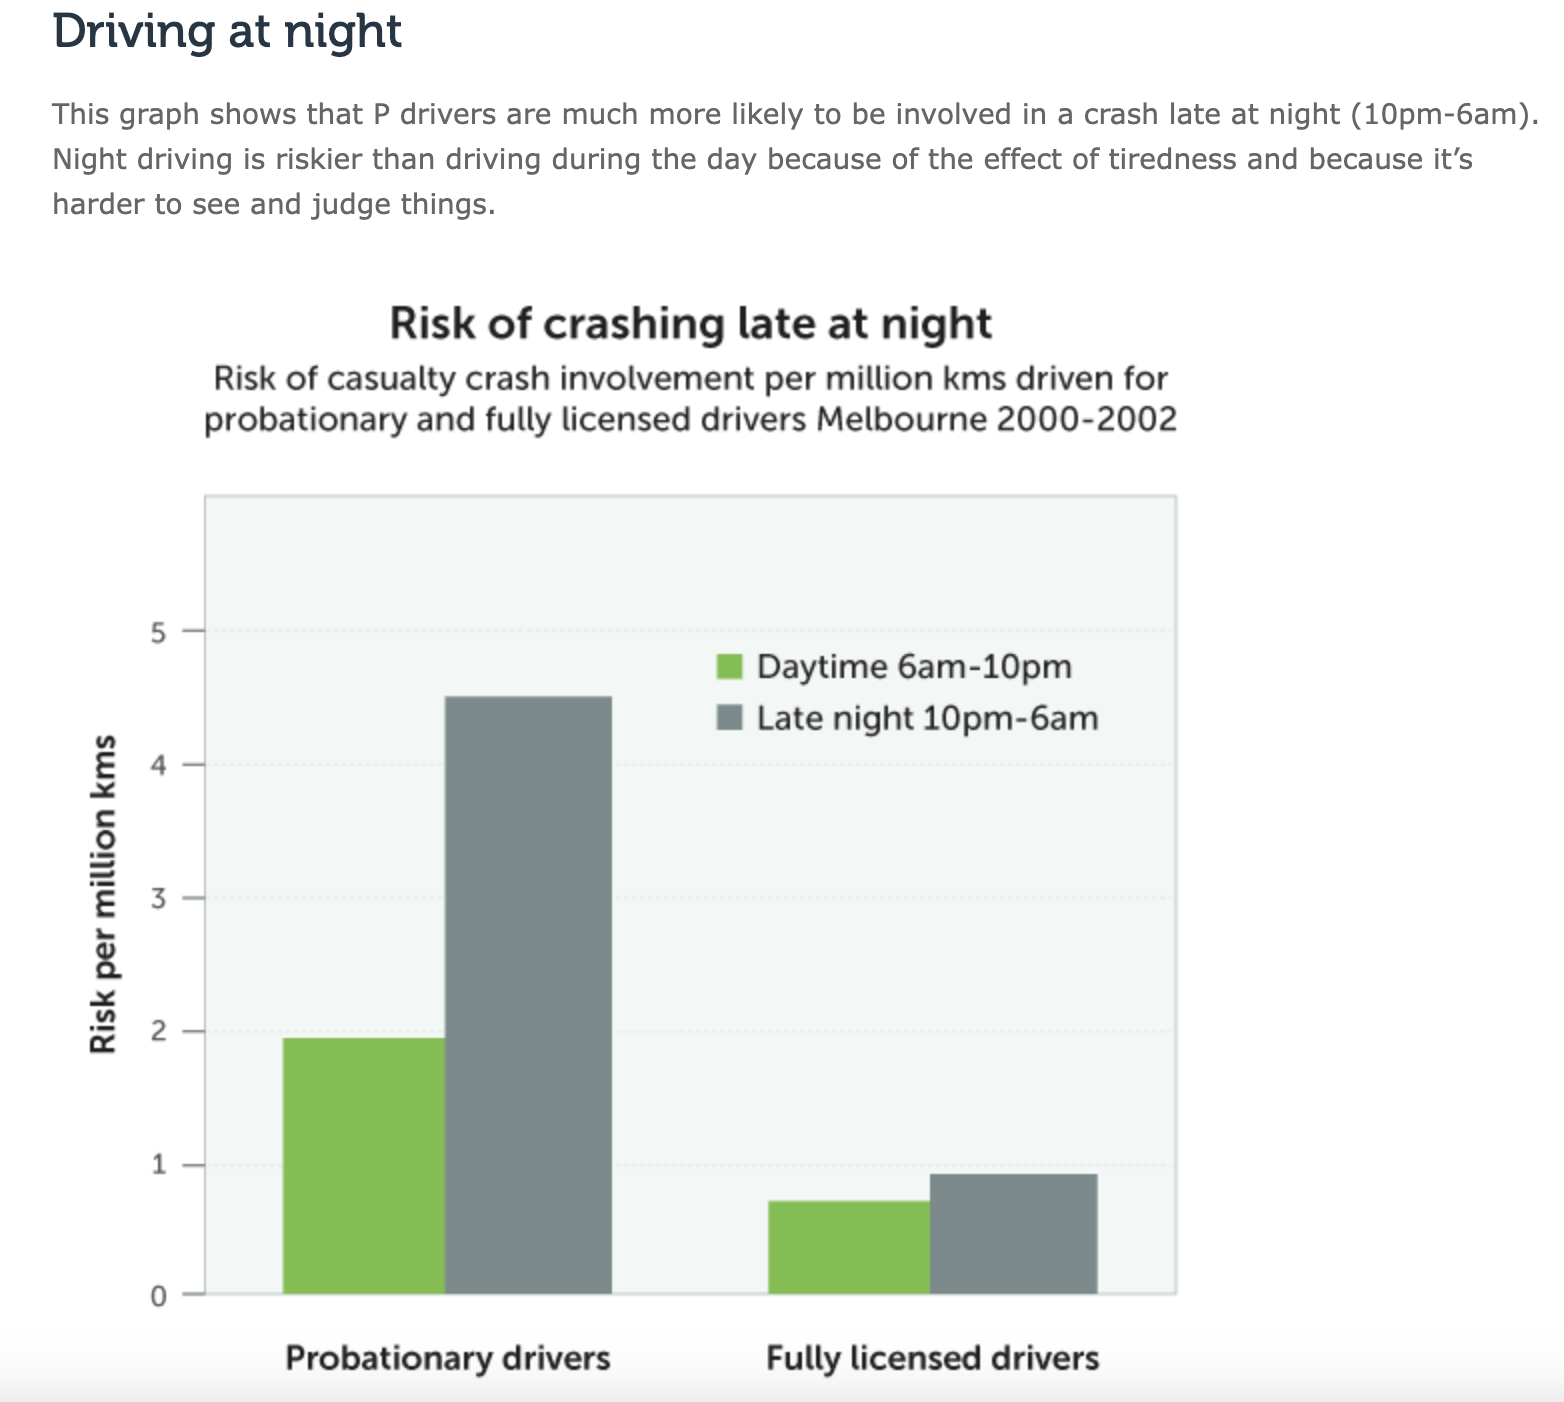 Driving at night
This graph shows that P drivers are much more likely to be involved in a crash late at night (10pm-6am).
Night driving is riskier than driving during the day because of the effect of tiredness and because it’s
harder to see and judge things.
Risk of crashing late at night
Risk of casualty crash involvement per million kms driven for
probationary and fully licensed drivers Melbourne 2000-2002
Risk per million kms
5
4
3
2
1
0
Daytime 6am-10pm
Late night 10pm-6am
Probationary drivers
Fully licensed drivers